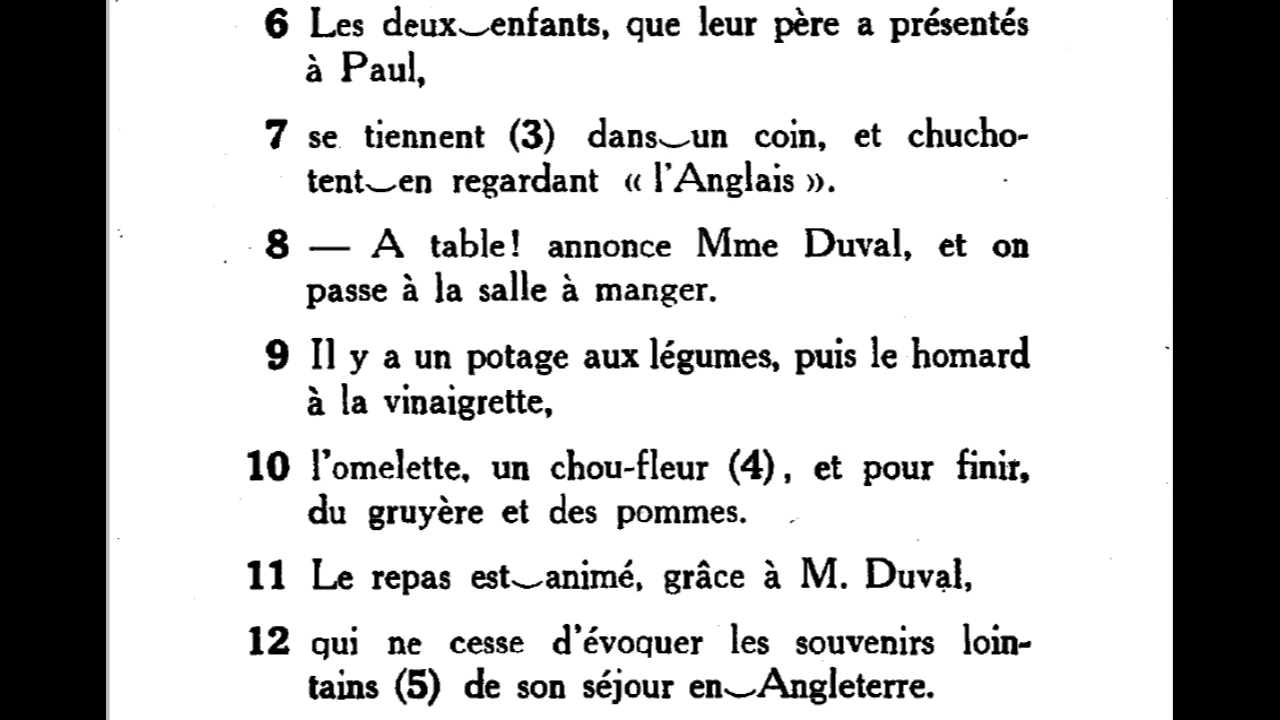 6 Les deux‿enfants, que leur père a présentés
à Paul,
7 se tiennent (3) dans‿un coin, et chucho-
tent‿en regardant « l'Anglais ».
8 — A table! annonce Mme Duval, et on
passe à la salle à manger.
9 Il y a un potage aux légumes, puis le homard
à la vinaigrette,
10 l'omelette, un chou-fleur (4), et pour finir,
du gruyère et des pommes.
11 Le repas est‿animé, grâce à M. Duval,
12 qui ne cesse d'évoquer les souvenirs loin-
tains (5) de son séjour en‿Angleterre.